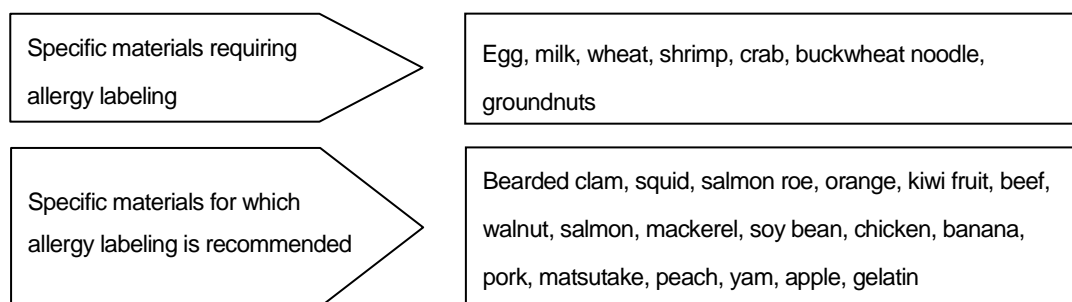 Specific materials requiring
allergy labeling
Egg, milk, wheat, shrimp, crab, buckwheat noodle,
groundnuts
Specific materials for which
allergy labeling is recommended
Bearded clam, squid, salmon roe, orange, kiwi fruit, beef,
walnut, salmon, mackerel, soy bean, chicken, banana,
pork, matsutake, peach, yam, apple, gelatin